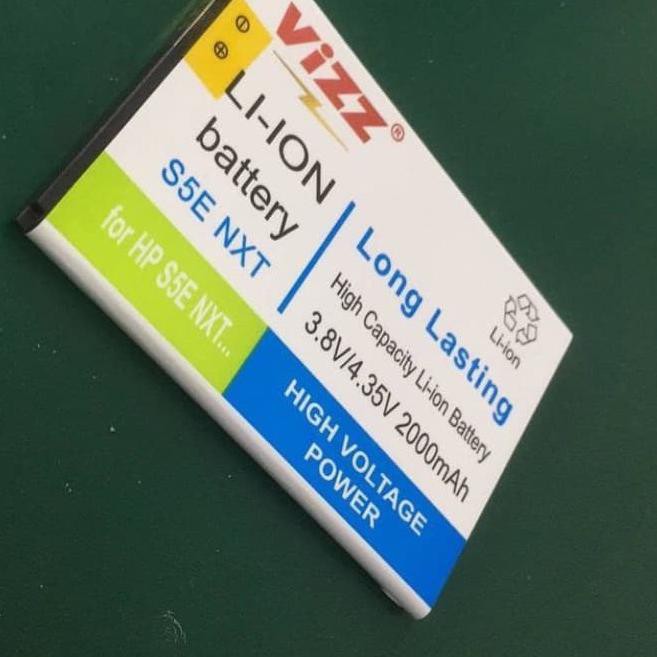 VIZZ®
LI-ION
battery
S5E NXT
for HP S5E NXT...
Long Lasting
High Capacity Li-ion Battery
3.8V/4.35V 2000mAh
HIGH VOLTAGE
POWER
Li-ion